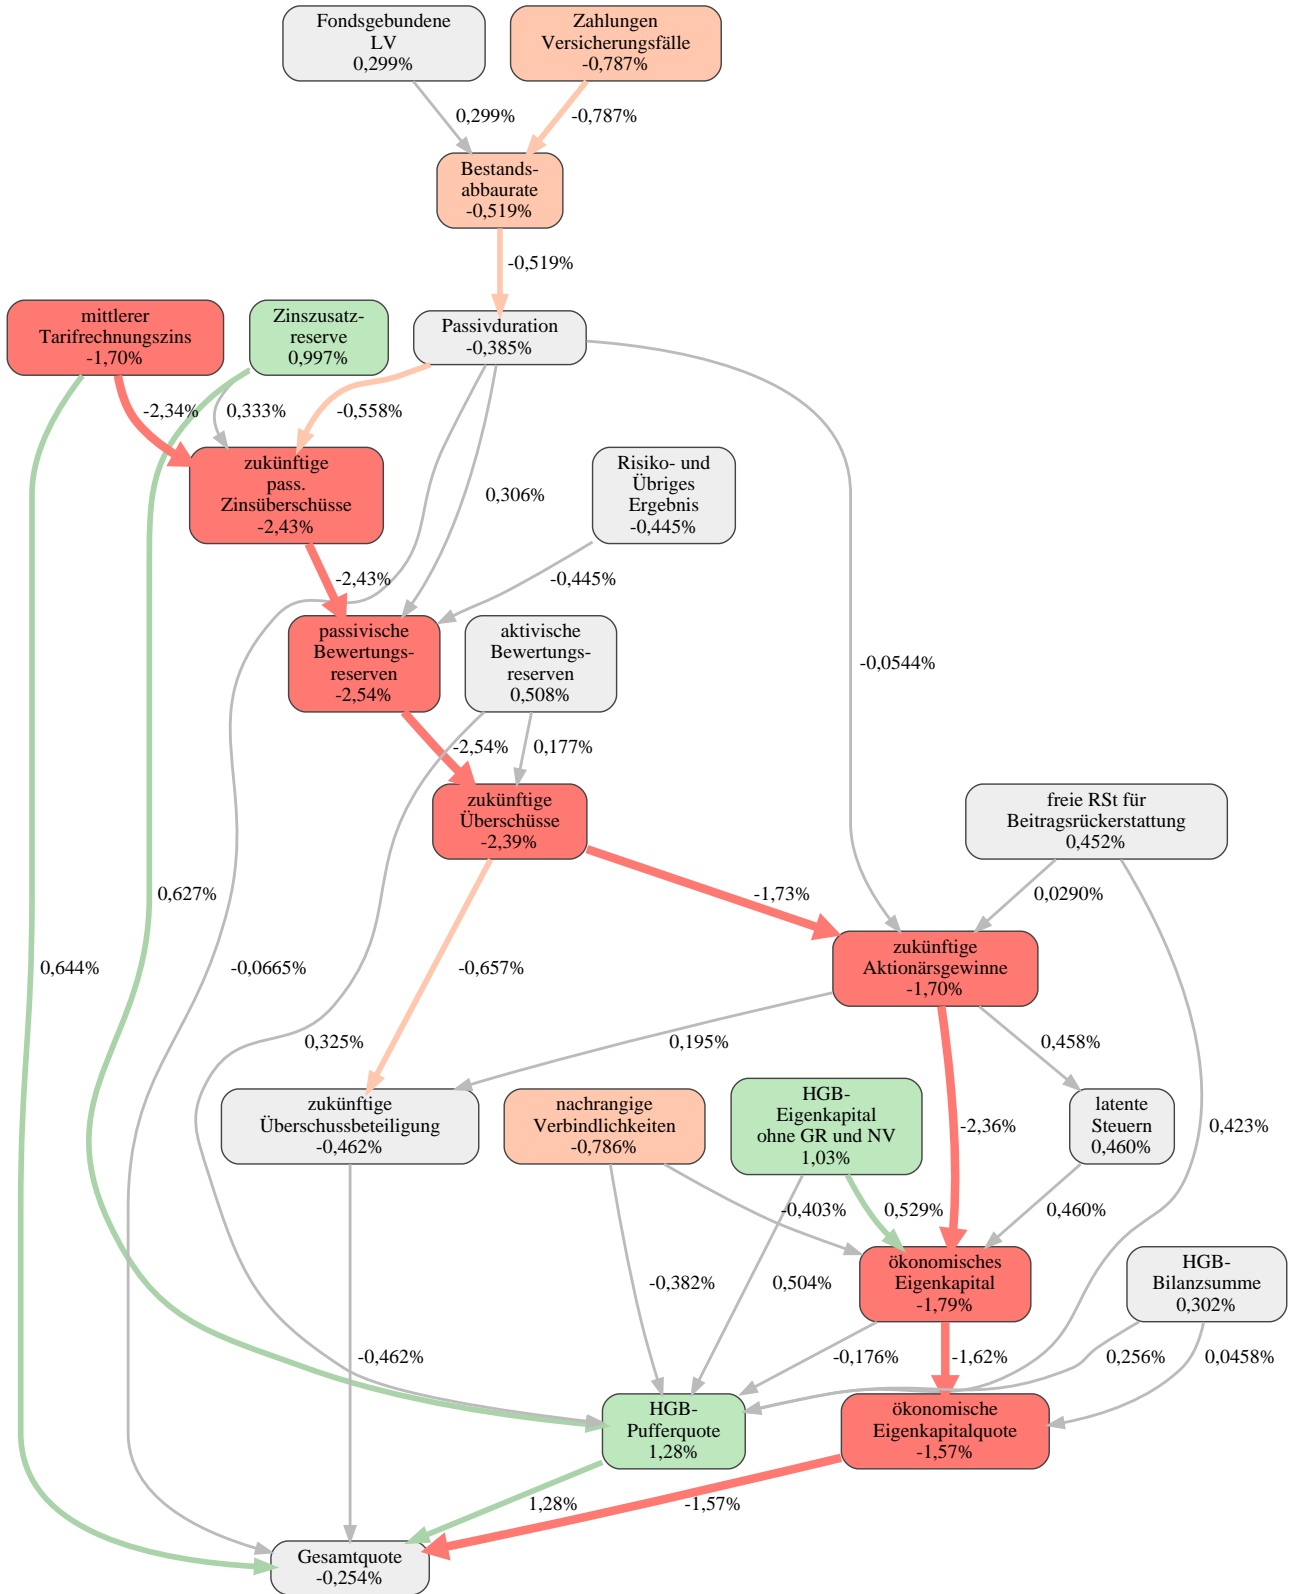 Fondsgebundene
LV
0,299%
Zahlungen
Versicherungsfälle
-0,787%
0,299%
-0,787%
Bestands-
abbaurate
-0,519%
-0,519%
mittlerer
Tarifrechnungszins
-1,70%
Zinszusatz-
reserve
0,997%
Passivduration
-0,385%
-2,34%
0,333%
-0,558%
zukünftige
pass.
Zinsüberschüsse
-2,43%
0,306%
Risiko- und
Übriges
Ergebnis
-0,445%
-2,43%
-0,445%
passivische
Bewertungs-
reserven
-2,54%
aktivische
Bewertungs-
reserven
0,508%
-0,0544%
-2,54%
0,177%
zukünftige
Überschüsse
-2,39%
freie RSt für
Beitragsrückerstattung
0,452%
0,627%
-1,73%
0,0290%
zukünftige
Aktionärsgewinne
-1,70%
0,644%
-0,0665%
-0,657%
0,325%
0,195%
0,458%
zukünftige
Überschussbeteiligung
-0,462%
nachrangige
Verbindlichkeiten
-0,786%
HGB-
Eigenkapital
ohne GR und NV
1,03%
-2,36%
latente
Steuern
0,460%
0,423%
-0,403%
0,529%
0,460%
-0,382%
0,504%
ökonomisches
Eigenkapital
-1,79%
HGB-
Bilanzsumme
0,302%
-0,462%
-0,176%
-1,62%
0,256%
0,0458%
HGB-
Pufferquote
1,28%
ökonomische
Eigenkapitalquote
-1,57%
1,28%
-1,57%
Gesamtquote
-0,254%